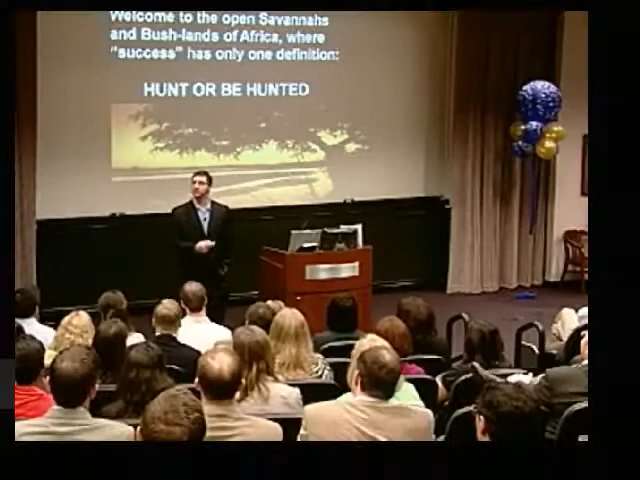 Welcome to the open Savannahs
and Bush-lands of Africa, where
"success" has only one definition:
HUNT OR BE HUNTED